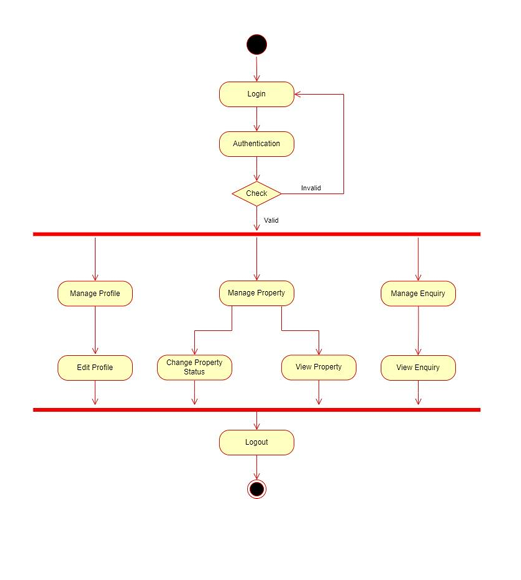 Login
Authentication
Check
Invalid
Valid
Manage Profile
Manage Property
Manage Enquiry
Edit Profile
Change Property
Status
View Property
View Enquiry
Logout